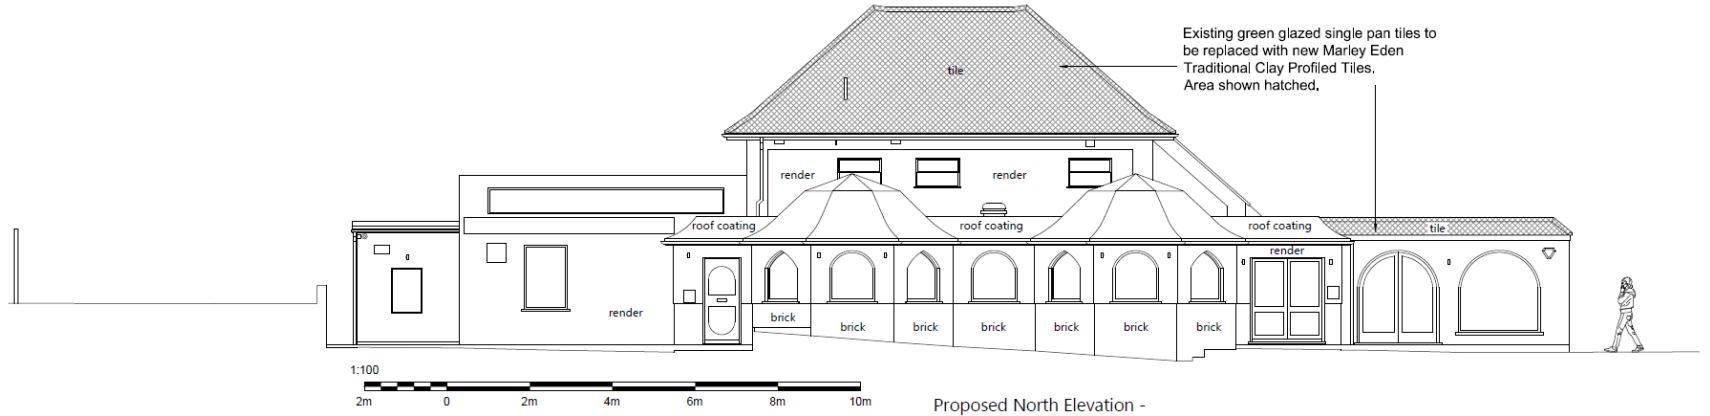 Existing green glazed single pan tiles to
be replaced with new Marley Eden
Traditional Clay Profiled Tiles.
Area shown hatched.
tile
render
render
roof coating
roof coating
roof coating
tile
render
render
brick
brick
brick
brick
brick
brick
brick
1:100
2m 0 2m 4m 6m 8m 10m
Proposed North Elevation -